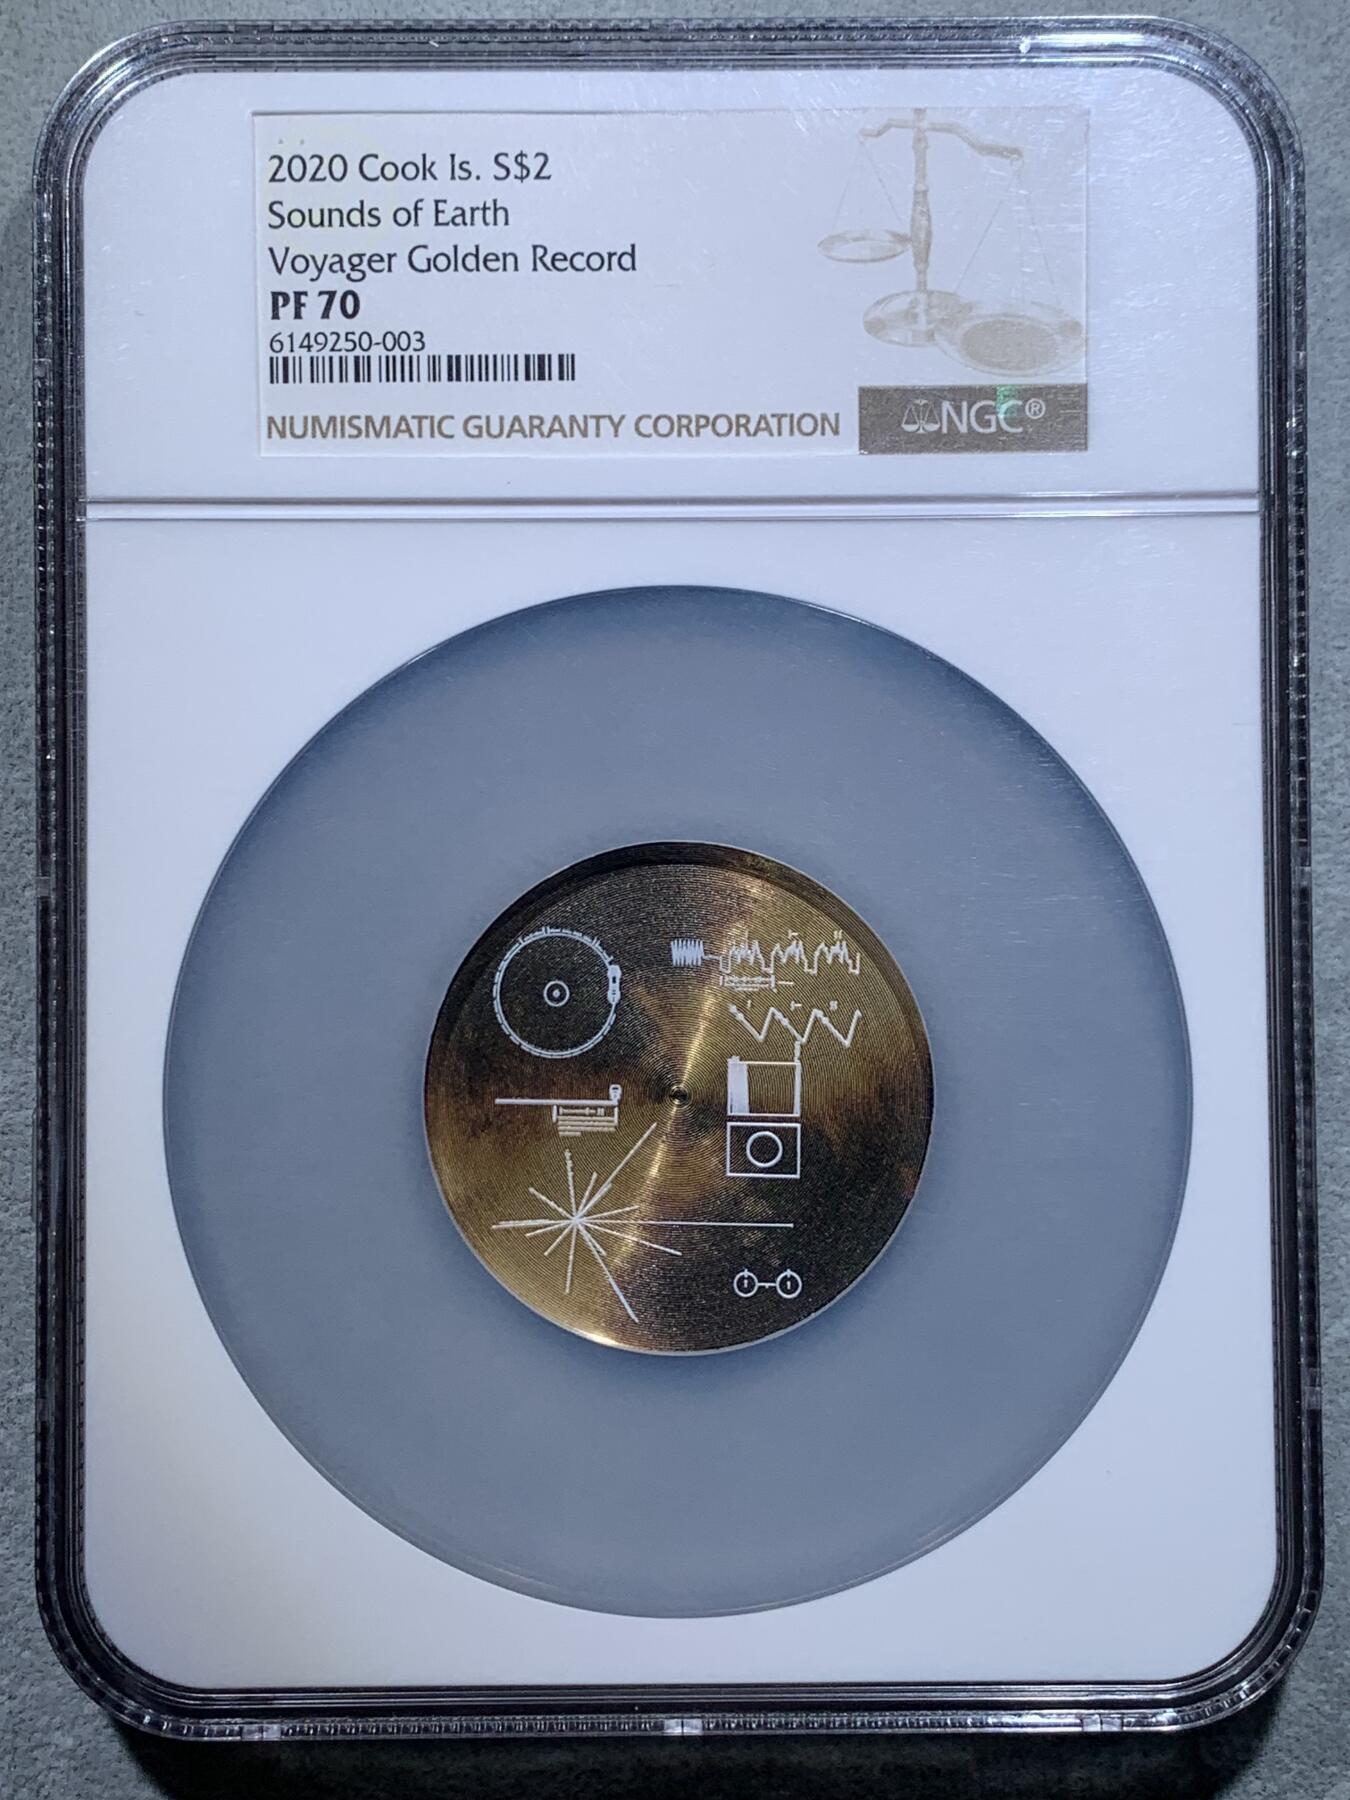 2020 Cook Is. S$2
Sounds of Earth
Voyager Golden Record
PF 70
6149250-003
NUMISMATIC GUARANTY CORPORATION
NGC®